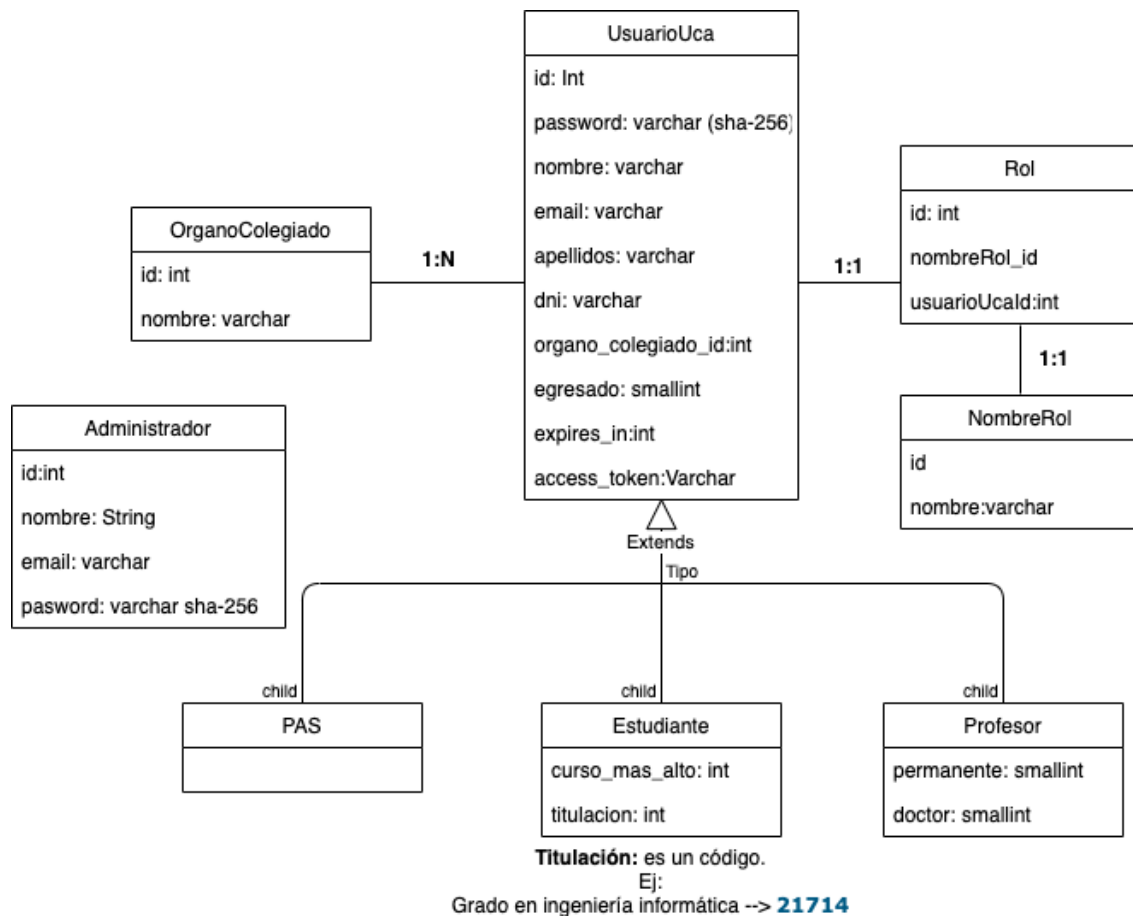 UsuarioUca
id: Int
password: varchar (sha-256)
nombre: varchar
email: varchar
apellidos: varchar
dni: varchar
organo_colegiado_id:int
egresado: smallint
expires_in:int
access_token:Varchar
OrganoColegiado
id: int
nombre: varchar
1:N
1:1
Rol
id: int
nombreRol_id
usuarioUcaId:int
1:1
NombreRol
id
nombre:varchar
Administrador
id:int
nombre: String
email: varchar
pasword: varchar sha-256
Extends
Tipo
child
child
child
PAS
Estudiante
curso_mas_alto: int
titulacion: int
Profesor
permanente: smallint
doctor: smallint
Titulación: es un código.
Ej:
Grado en ingeniería informática --> 21714